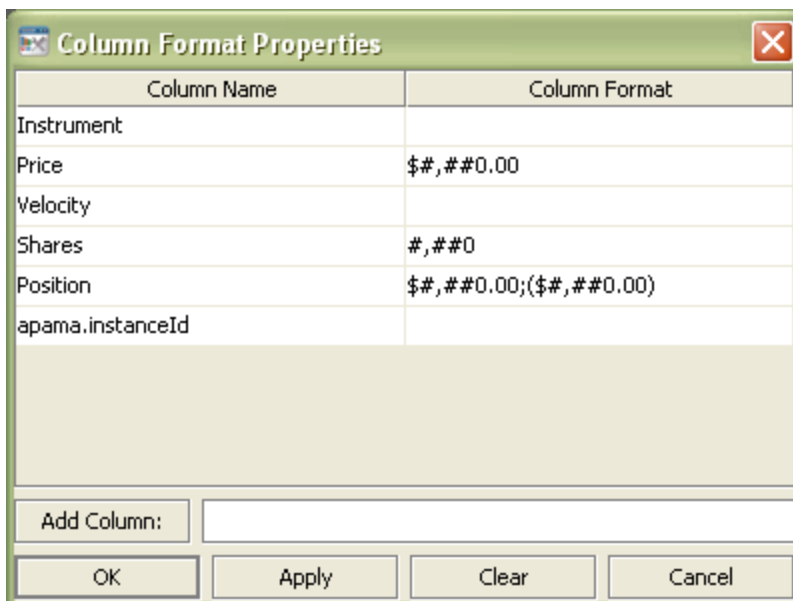 Column Format Properties
Column Name Column Format
Instrument
Price $#,##0.00
Velocity
Shares #,##0
Position $#,##0.00;($#,##0.00)
apama.instanceId
Add Column:
OK Apply Clear Cancel